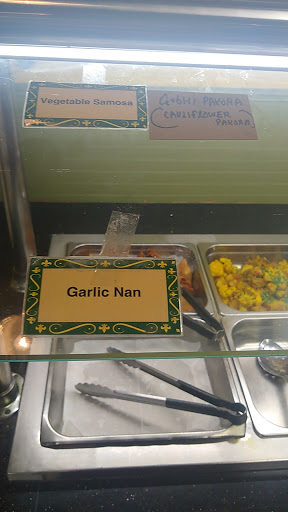 Vegetable Samosa
GOBHI PAKORA
CAULIFLOWER
PAKORA
Garlic Nan